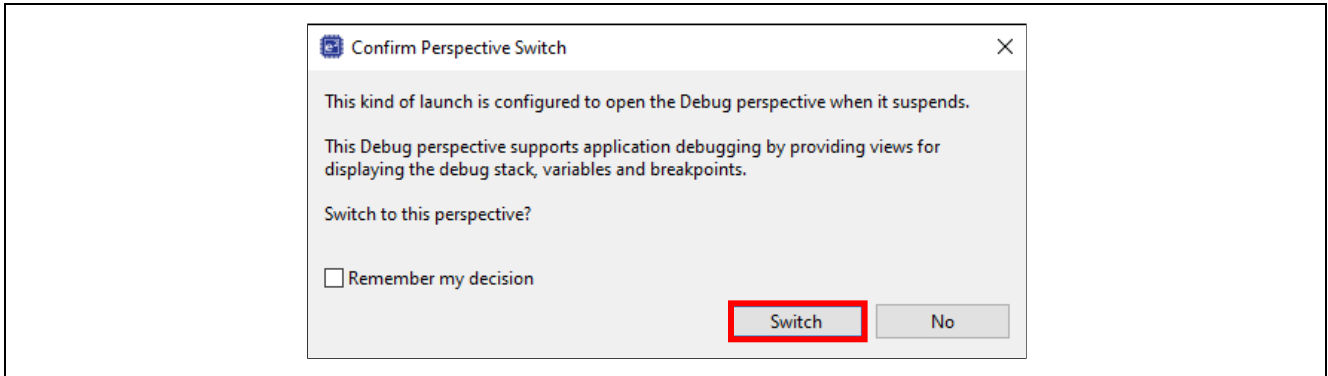 Confirm Perspective Switch
This kind of launch is configured to open the Debug perspective when it suspends.
This Debug perspective supports application debugging by providing views for
displaying the debug stack, variables and breakpoints.
Switch to this perspective?
Remember my decision
Switch
No